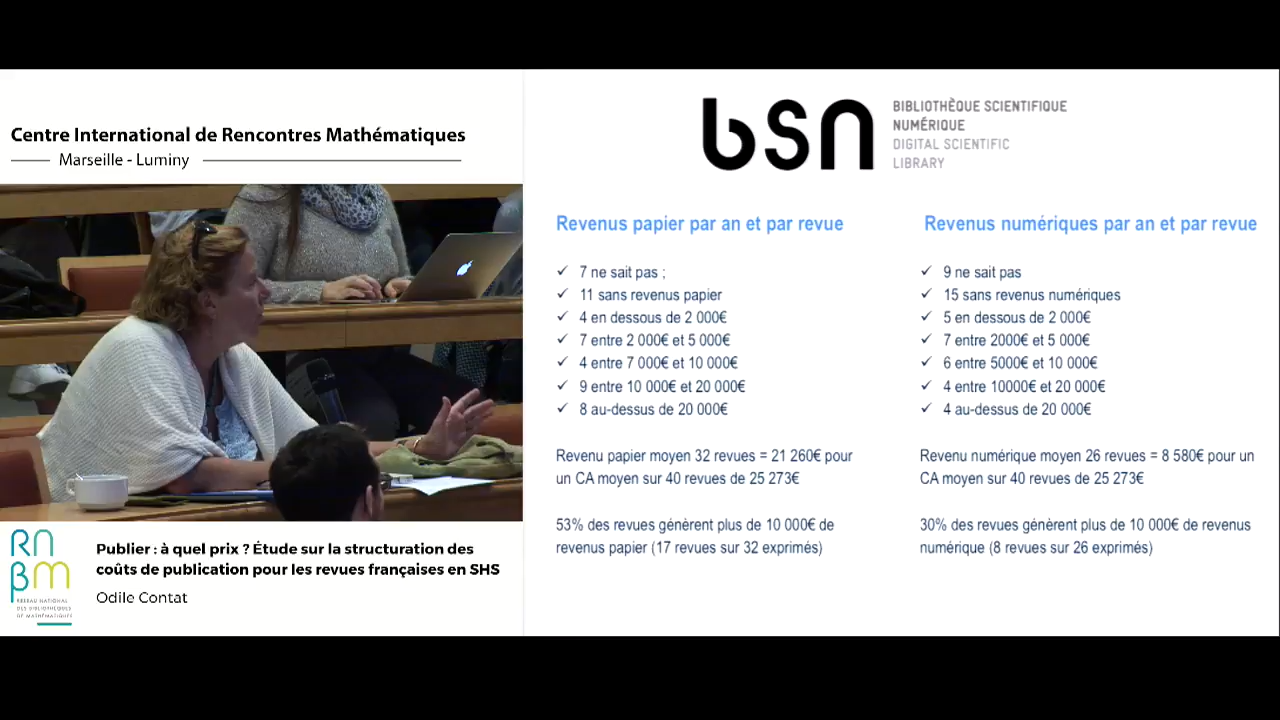 Centre International de Rencontres Mathématiques
Marseille - Luminy
bsn
BIBLIOTHÈQUE SCIENTIFIQUE
NUMÉRIQUE
DIGITAL SCIENTIFIC
LIBRARY
Revenus papier par an et par revue
✓ 7 ne sait pas ;
✓ 11 sans revenus papier
✓ 4 en dessous de 2 000€
✓ 7 entre 2 000€ et 5 000€
✓ 4 entre 7 000€ et 10 000€
✓ 9 entre 10 000€ et 20 000€
✓ 8 au-dessus de 20 000€
Revenu papier moyen 32 revues = 21 260€ pour
un CA moyen sur 40 revues de 25 273€
53% des revues génèrent plus de 10 000€ de
revenus papier (17 revues sur 32 exprimés)
Revenus numériques par an et par revue
✓ 9 ne sait pas
✓ 15 sans revenus numériques
✓ 5 en dessous de 2 000€
✓ 7 entre 2000€ et 5 000€
✓ 6 entre 5000€ et 10 000€
✓ 4 entre 10000€ et 20 000€
✓ 4 au-dessus de 20 000€
Revenu numérique moyen 26 revues = 8 580€ pour un
CA moyen sur 40 revues de 25 273€
30% des revues génèrent plus de 10 000€ de revenus
numérique (8 revues sur 26 exprimés)
RNBM
RÉSEAU NATIONAL
DES BIBLIOTHÈQUES
DE MATHÉMATIQUES
Publier : à quel prix ? Étude sur la structuration des
coûts de publication pour les revues françaises en SHS
Odile Contat